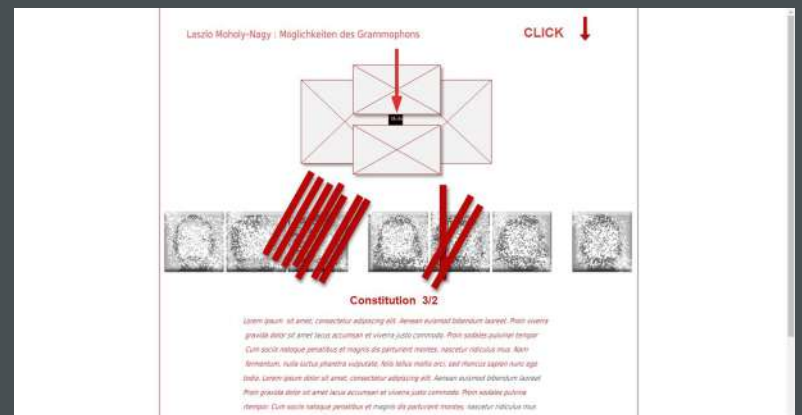 Laszlo Moholy-Nagy : Möglichkeiten des Grammophons
CLICK
Constitution 3/2
Lorem ipsum sit amet, consectetur adipiscing elit. Aenean euismod bibendum laoreet. Proin viverra
gravida dolor sit amet lacus accumsan et viverra justo commodo. Proin sodales pulvinar tempor
Cum sociis natoque penatibus et magnis dis parturient montes, nascetur ridiculus mus. Nam
fermentum, nulla luctus pharetra vulputate, felis tellus mollis orci, sed rhoncus sapien nunc eget
Lorem ipsum dolor sit amet, consectetur adipiscing elit. Aenean euismod bibendum laoreet
Proin gravida dolor sit amet lacus accumsan et viverra justo commodo. Proin sodales pulvina
rtempor. Cum sociis natoque penatibus et magnis dis parturient montes, nascetur ridiculus mus